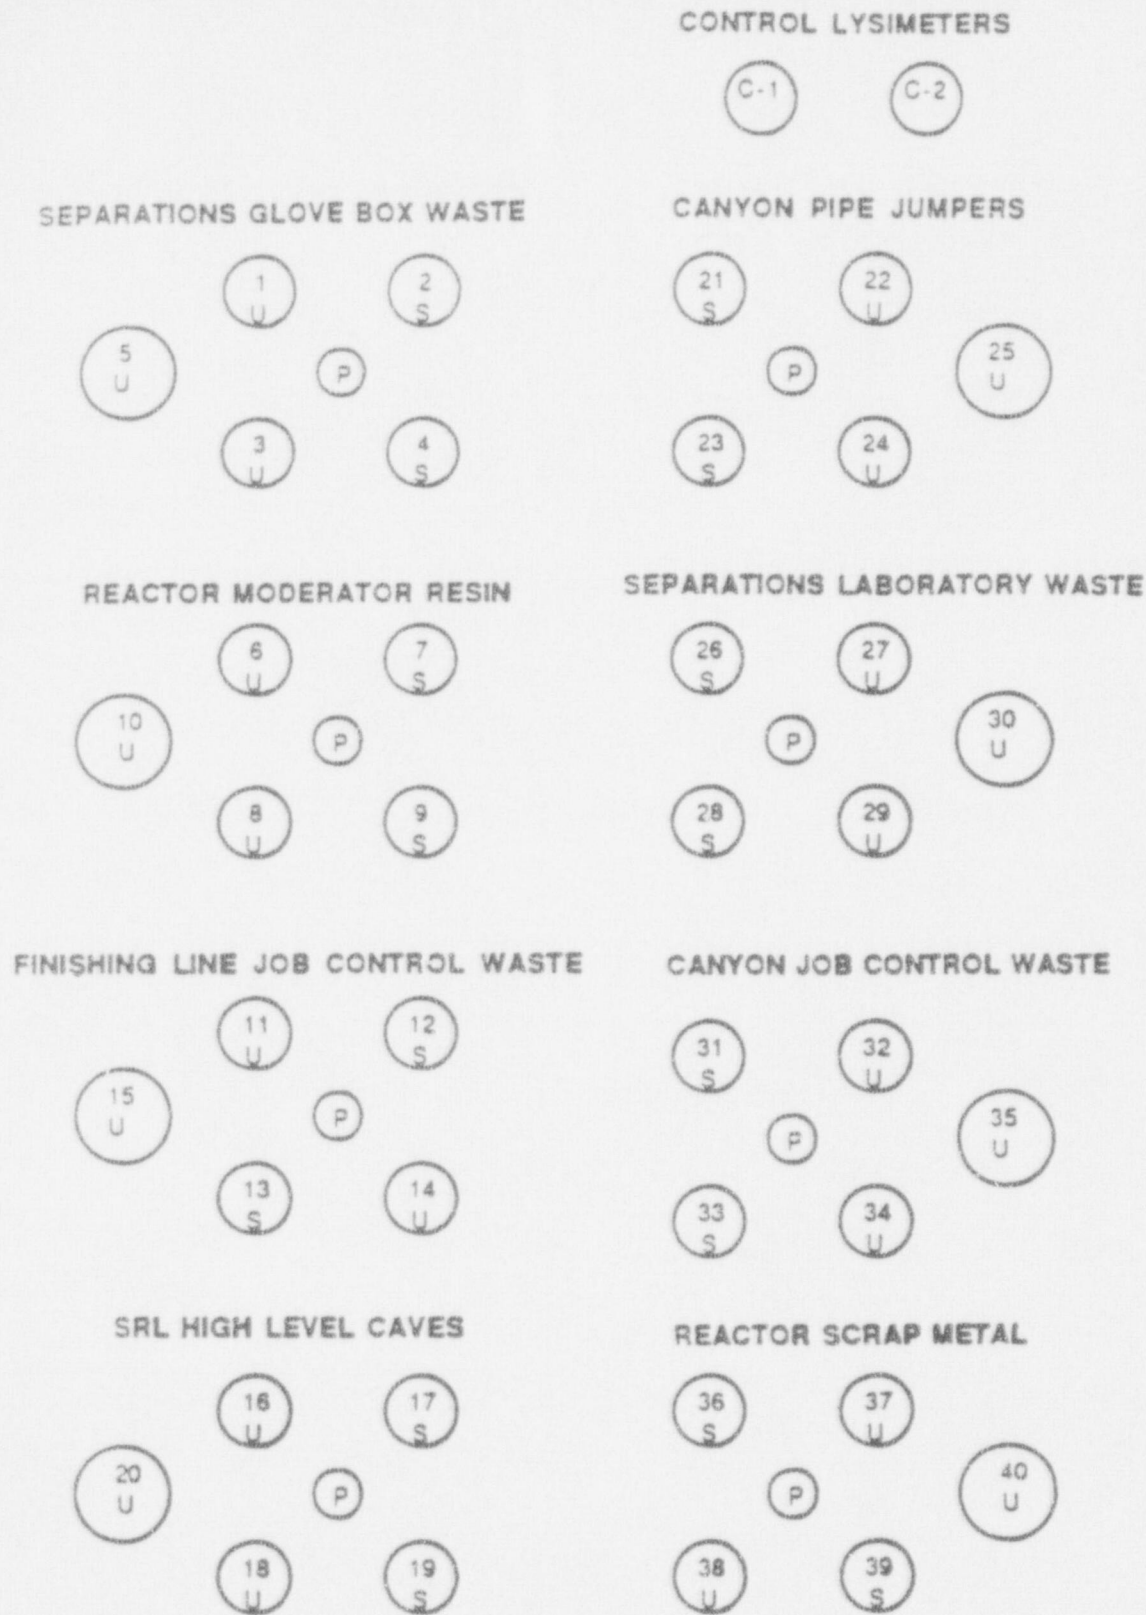 CONTROL LYSIMETERS
C-1 C-2
SEPARATIONS GLOVE BOX WASTE
1 U
2 S
5 U
P
3 U
4 S
CANYON PIPE JUMPERS
21 S
22 U
P
25 U
23 S
24 U
REACTOR MODERATOR RESIN
6 U
7 S
10 U
P
8 U
9 S
SEPARATIONS LABORATORY WASTE
26 S
27 U
P
30 U
28 S
29 U
FINISHING LINE JOB CONTROL WASTE
11 U
12 S
15 U
P
13 S
14 U
CANYON JOB CONTROL WASTE
31 S
32 U
P
35 U
33 S
34 U
SRL HIGH LEVEL CAVES
16 U
17 S
20 U
P
18 U
19 S
REACTOR SCRAP METAL
36 S
37 U
P
40 U
38 U
39 S